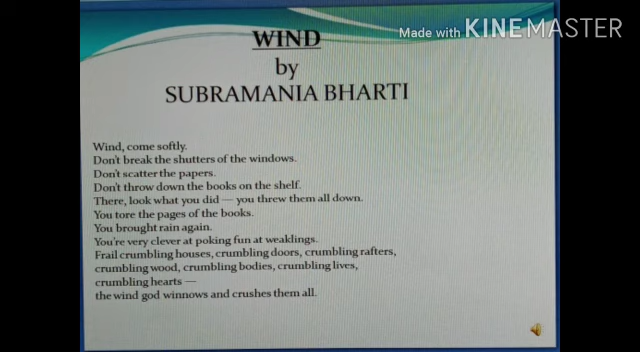 Made with KINEMASTER
WIND
by
SUBRAMANIA BHARTI
Wind, come softly.
Don't break the shutters of the windows.
Don't scatter the papers.
Don't throw down the books on the shelf.
There, look what you did — you threw them all down.
You tore the pages of the books.
You brought rain again.
You're very clever at poking fun at weaklings.
Frail crumbling houses, crumbling doors, crumbling rafters,
crumbling wood, crumbling bodies, crumbling lives,
crumbling hearts —
the wind god winnows and crushes them all.